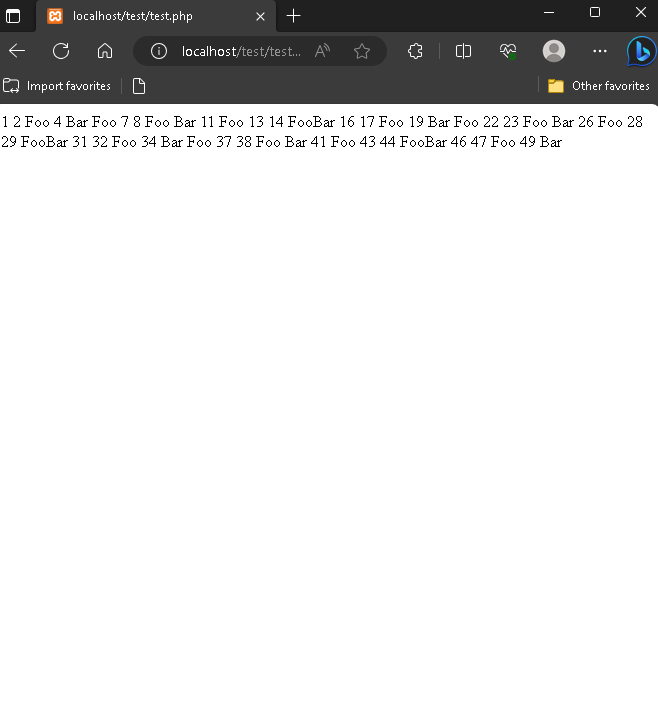 localhost/test/test.php
localhost/test/test...
Import favorites
Other favorites
1 2 Foo 4 Bar Foo 7 8 Foo Bar 11 Foo 13 14 FooBar 16 17 Foo 19 Bar Foo 22 23 Foo Bar 26 Foo 28
29 FooBar 31 32 Foo 34 Bar Foo 37 38 Foo Bar 41 Foo 43 44 FooBar 46 47 Foo 49 Bar